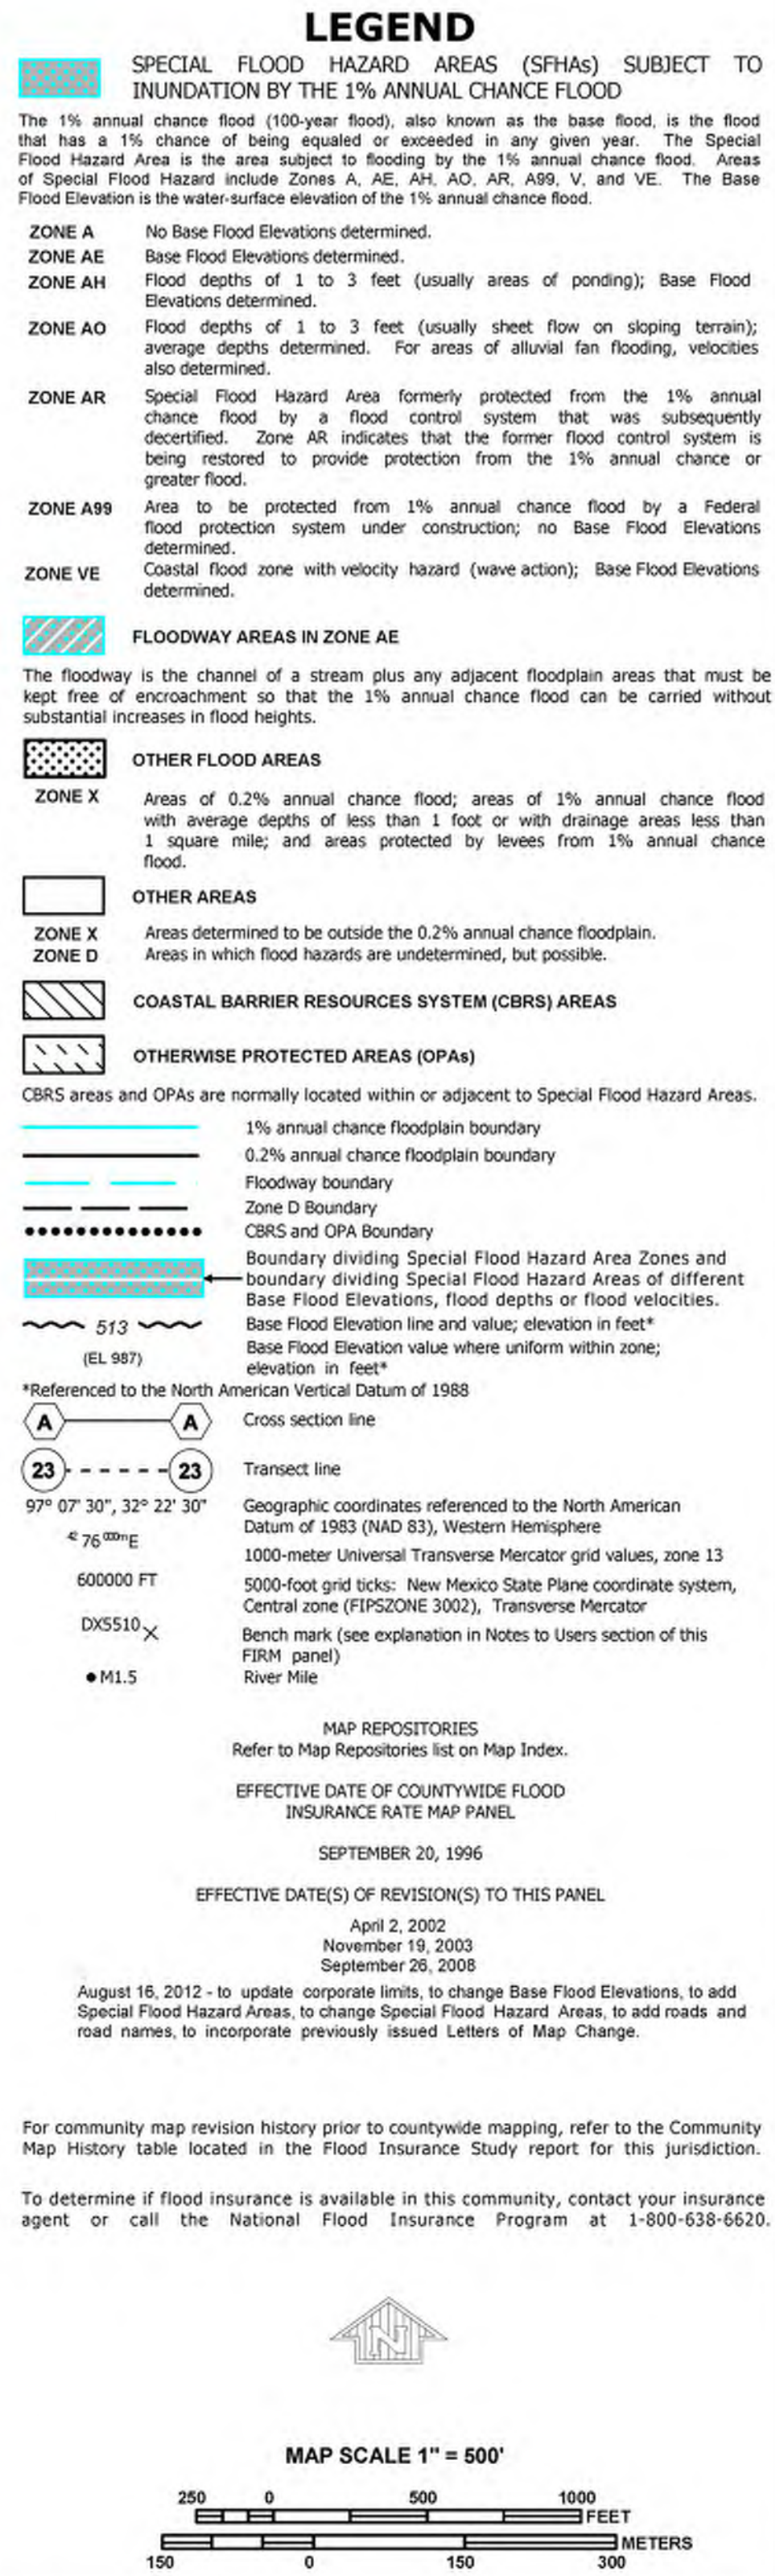 LEGEND
SPECIAL FLOOD HAZARD AREAS (SFHAs) SUBJECT TO
INUNDATION BY THE 1% ANNUAL CHANCE FLOOD
The 1% annual chance flood (100-year flood), also known as the base flood, is the flood
that has a 1% chance of being equaled or exceeded in any given year. The Special
Flood Hazard Area is the area subject to flooding by the 1% annual chance flood. Areas
of Special Flood Hazard include Zones A, AE, AH, AO, AR, A99, V, and VE. The Base
Flood Elevation is the water-surface elevation of the 1% annual chance flood.
ZONE A No Base Flood Elevations determined.
ZONE AE Base Flood Elevations determined.
ZONE AH Flood depths of 1 to 3 feet (usually areas of ponding); Base Flood
Elevations determined.
ZONE AO Flood depths of 1 to 3 feet (usually sheet flow on sloping terrain);
average depths determined. For areas of alluvial fan flooding, velocities
also determined.
ZONE AR Special Flood Hazard Area formerly protected from the 1% annual
chance flood by a flood control system that was subsequently
decertified. Zone AR indicates that the former flood control system is
being restored to provide protection from the 1% annual chance or
greater flood.
ZONE A99 Area to be protected from 1% annual chance flood by a Federal
flood protection system under construction; no Base Flood Elevations
determined.
ZONE VE Coastal flood zone with velocity hazard (wave action); Base Flood Elevations
determined.
FLOODWAY AREAS IN ZONE AE
The floodway is the channel of a stream plus any adjacent floodplain areas that must be
kept free of encroachment so that the 1% annual chance flood can be carried without
substantial increases in flood heights.
OTHER FLOOD AREAS
ZONE X Areas of 0.2% annual chance flood; areas of 1% annual chance flood
with average depths of less than 1 foot or with drainage areas less than
1 square mile; and areas protected by levees from 1% annual chance
flood.
OTHER AREAS
ZONE X Areas determined to be outside the 0.2% annual chance floodplain.
ZONE D Areas in which flood hazards are undetermined, but possible.
COASTAL BARRIER RESOURCES SYSTEM (CBRS) AREAS
OTHERWISE PROTECTED AREAS (OPAs)
CBRS areas and OPAs are normally located within or adjacent to Special Flood Hazard Areas.
1% annual chance floodplain boundary
0.2% annual chance floodplain boundary
Floodway boundary
Zone D Boundary
CBRS and OPA Boundary
Boundary dividing Special Flood Hazard Area Zones and
boundary dividing Special Flood Hazard Areas of different
Base Flood Elevations, flood depths or flood velocities.
513 Base Flood Elevation line and value; elevation in feet*
(EL 987) Base Flood Elevation value where uniform within zone;
elevation in feet*
*Referenced to the North American Vertical Datum of 1988
A A Cross section line
23 23 Transect line
97° 07' 30", 32° 22' 30" Geographic coordinates referenced to the North American
Datum of 1983 (NAD 83), Western Hemisphere
42 76 000m E 1000-meter Universal Transverse Mercator grid values, zone 13
600000 FT 5000-foot grid ticks: New Mexico State Plane coordinate system,
Central zone (FIPSZONE 3002), Transverse Mercator
DX5510 Bench mark (see explanation in Notes to Users section of this
FIRM panel)
M1.5 River Mile
MAP REPOSITORIES
Refer to Map Repositories list on Map Index.
EFFECTIVE DATE OF COUNTYWIDE FLOOD
INSURANCE RATE MAP PANEL
SEPTEMBER 20, 1996
EFFECTIVE DATE(S) OF REVISION(S) TO THIS PANEL
April 2, 2002
November 19, 2003
September 26, 2008
August 16, 2012 - to update corporate limits, to change Base Flood Elevations, to add
Special Flood Hazard Areas, to change Special Flood Hazard Areas, to add roads and
road names, to incorporate previously issued Letters of Map Change.
For community map revision history prior to countywide mapping, refer to the Community
Map History table located in the Flood Insurance Study report for this jurisdiction.
To determine if flood insurance is available in this community, contact your insurance
agent or call the National Flood Insurance Program at 1-800-638-6620.
N
MAP SCALE 1" = 500'
250 0 500 1000
FEET
METERS
150 0 150 300